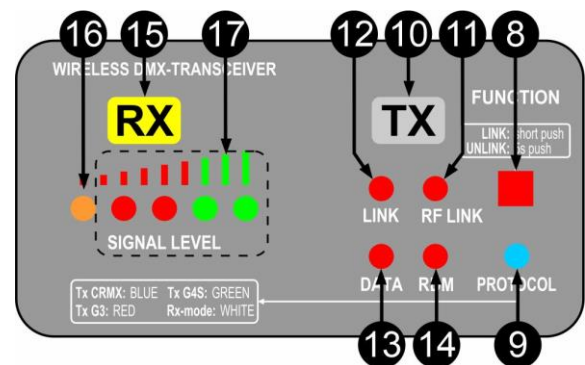 16 15 17 12 10 11 8
WIRELESS DMX-TRANSCEIVER
RX
TX
FUNCTION
LINK: short push
UNLINK: 5s push
LINK RF LINK
SIGNAL LEVEL
DATA RDM PROTOCOL
Tx CRMX: BLUE Tx G4S: GREEN
Tx G3: RED Rx-mode: WHITE
13 14 9